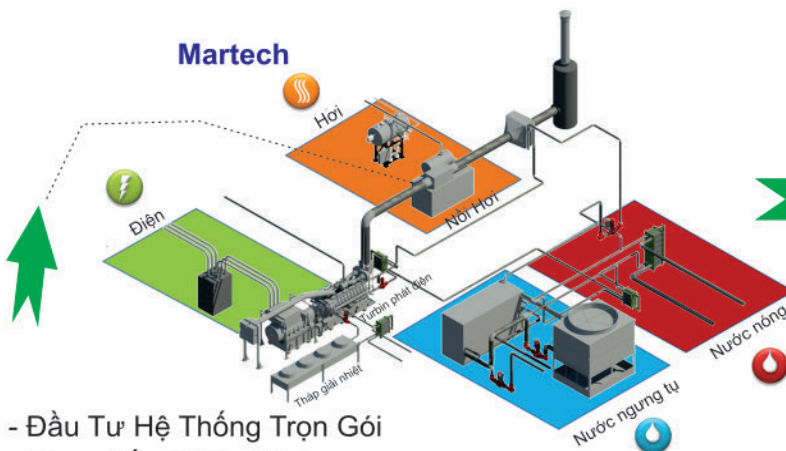 Martech
Hơi
Nồi Hơi
Điện
Turbin phát điện
Tháp giải nhiệt
Nước nóng
Nước ngưng tụ
- Đầu Tư Hệ Thống Trọn Gói